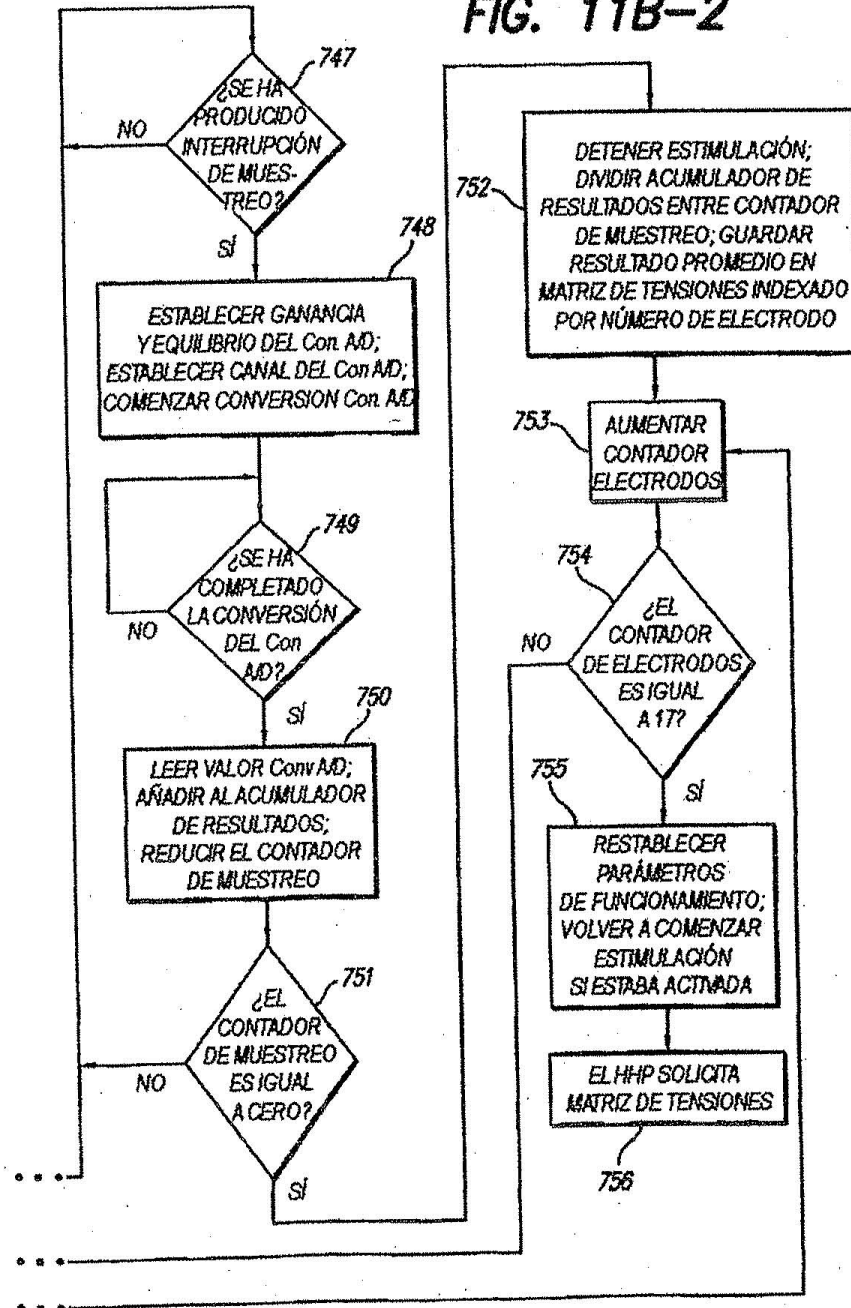 FIG. 11B-2
747
¿SE HA
PRODUCIDO
INTERRUPCIÓN
DE MUES-
TREO?
NO
SÍ
748
ESTABLECER GANANCIA
Y EQUILIBRIO DEL Con. A/D;
ESTABLECER CANAL DEL Con A/D;
COMENZAR CONVERSION Con. A/D
749
¿SE HA
COMPLETADO
LA CONVERSIÓN
DEL Con
A/D?
NO
SÍ
750
LEER VALOR Conv A/D;
AÑADIR AL ACUMULADOR
DE RESULTADOS;
REDUCIR EL CONTADOR
DE MUESTREO
751
¿EL
CONTADOR
DE MUESTREO
ES IGUAL
A CERO?
NO
SÍ
752
DETENER ESTIMULACIÓN;
DIVIDIR ACUMULADOR DE
RESULTADOS ENTRE CONTADOR
DE MUESTREO; GUARDAR
RESULTADO PROMEDIO EN
MATRIZ DE TENSIONES INDEXADO
POR NÚMERO DE ELECTRODO
753
AUMENTAR
CONTADOR
ELECTRODOS
754
¿EL
CONTADOR
DE ELECTRODOS
ES IGUAL
A 17?
NO
SÍ
755
RESTABLECER
PARÁMETROS
DE FUNCIONAMIENTO;
VOLVER A COMENZAR
ESTIMULACIÓN
SI ESTABA ACTIVADA
EL HHP SOLICITA
MATRIZ DE TENSIONES
756